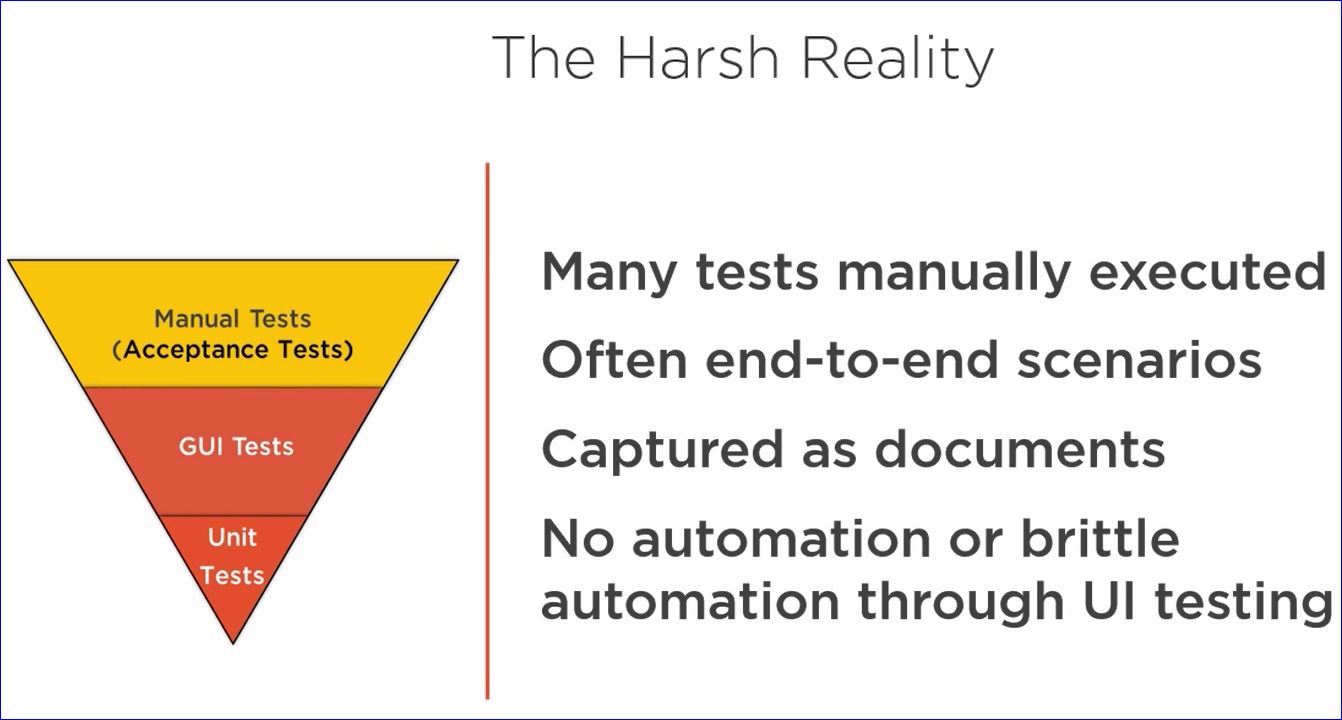 The Harsh Reality
Manual Tests
(Acceptance Tests)
GUI Tests
Unit
Tests
Many tests manually executed
Often end-to-end scenarios
Captured as documents
No automation or brittle
automation through UI testing